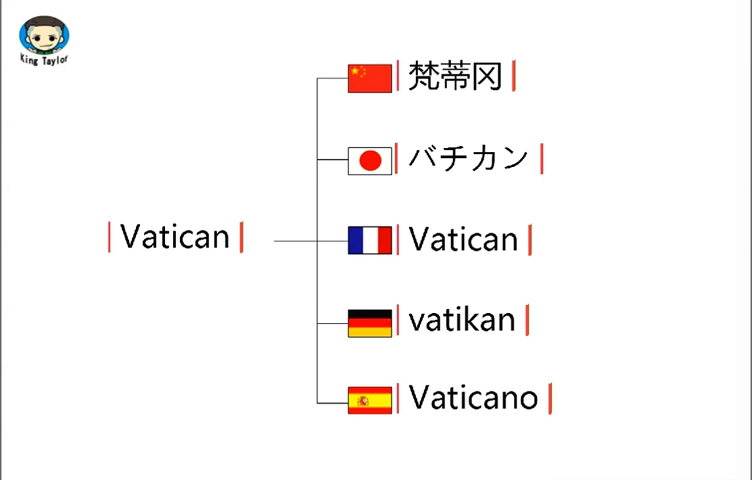 King Taylor
梵蒂冈
バチカン
Vatican
Vatican
vatikan
Vaticano